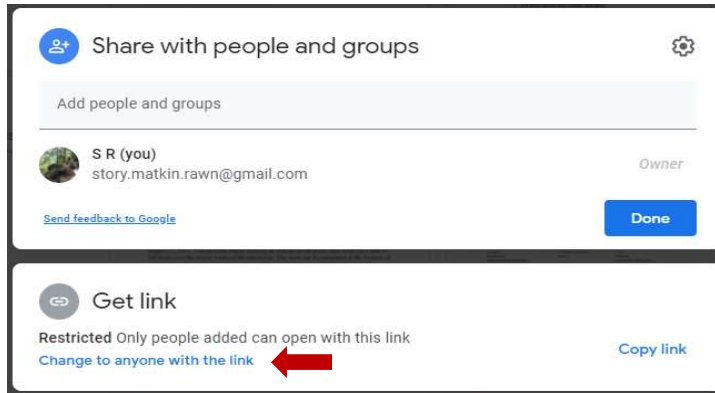 Share with people and groups
Add people and groups
S R (you)
story.matkin.rawn@gmail.com
Owner
Send feedback to Google
Done
Get link
Restricted Only people added can open with this link
Change to anyone with the link
Copy link